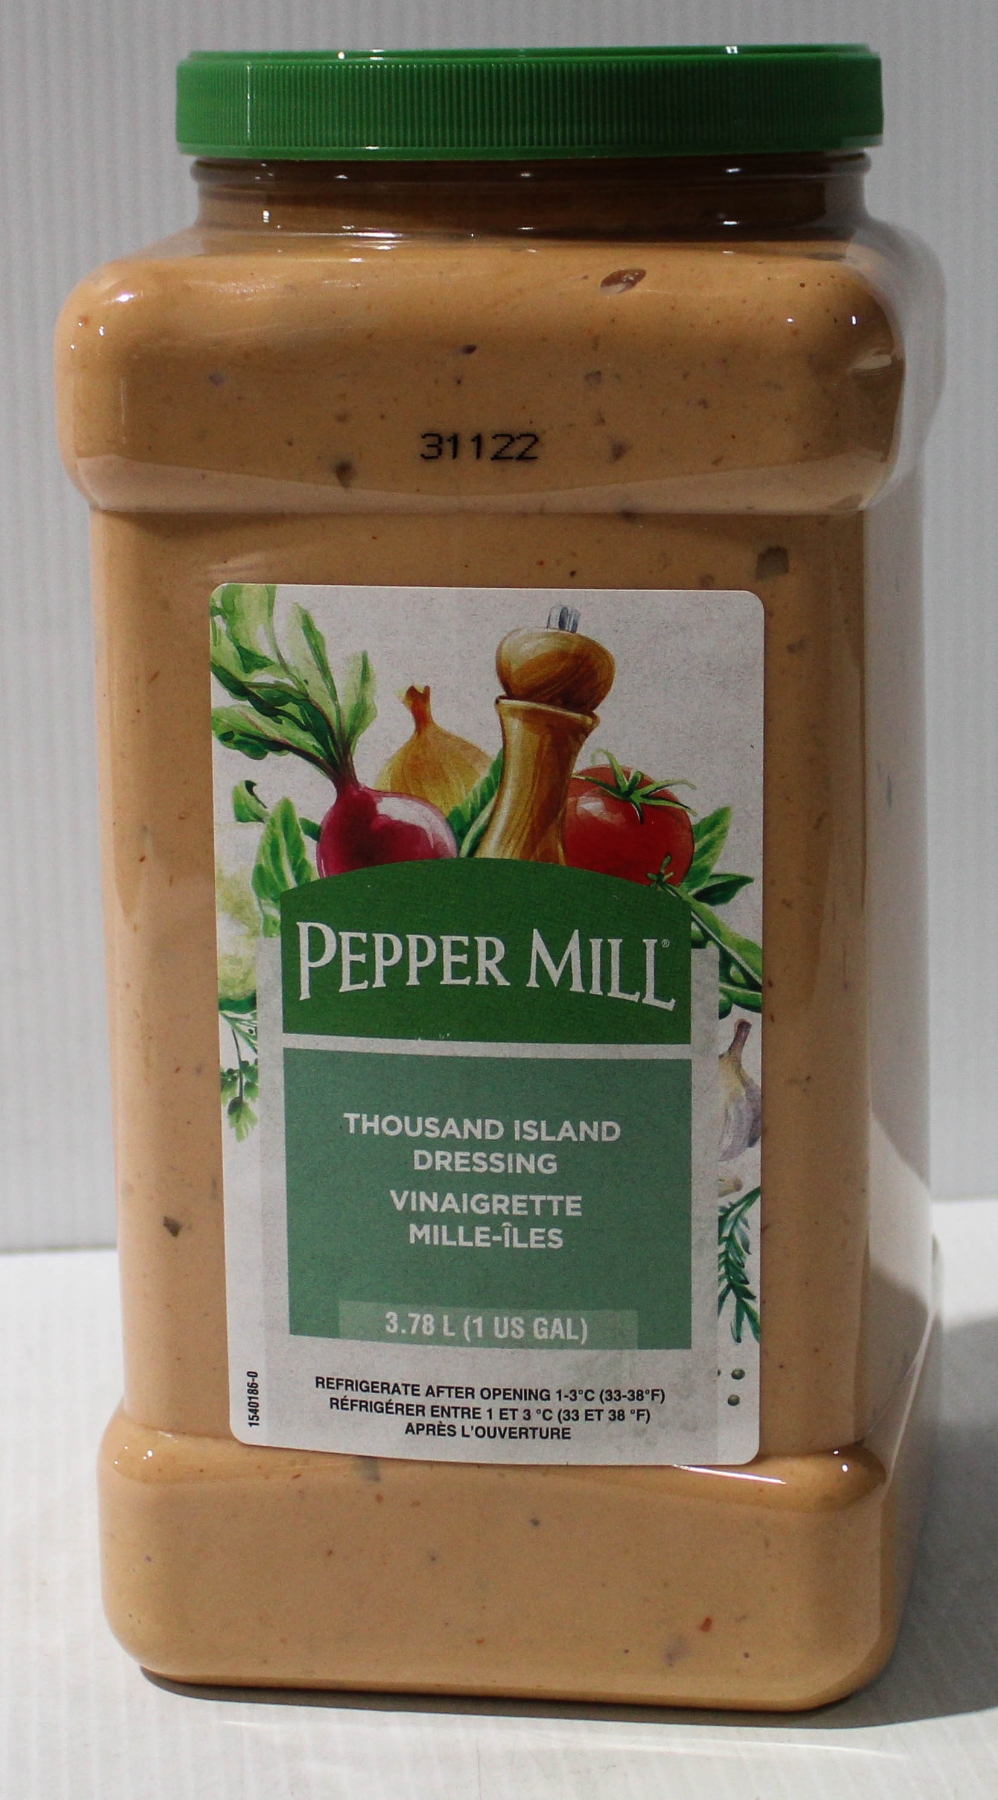 31122
PEPPER MILL®
THOUSAND ISLAND
DRESSING
VINAIGRETTE
MILLE-ÎLES
3.78 L (1 US GAL)
1540186-0
REFRIGERATE AFTER OPENING 1-3°C (33-38°F)
RÉFRIGÉRER ENTRE 1 ET 3 °C (33 ET 38 °F)
APRÈS L'OUVERTURE